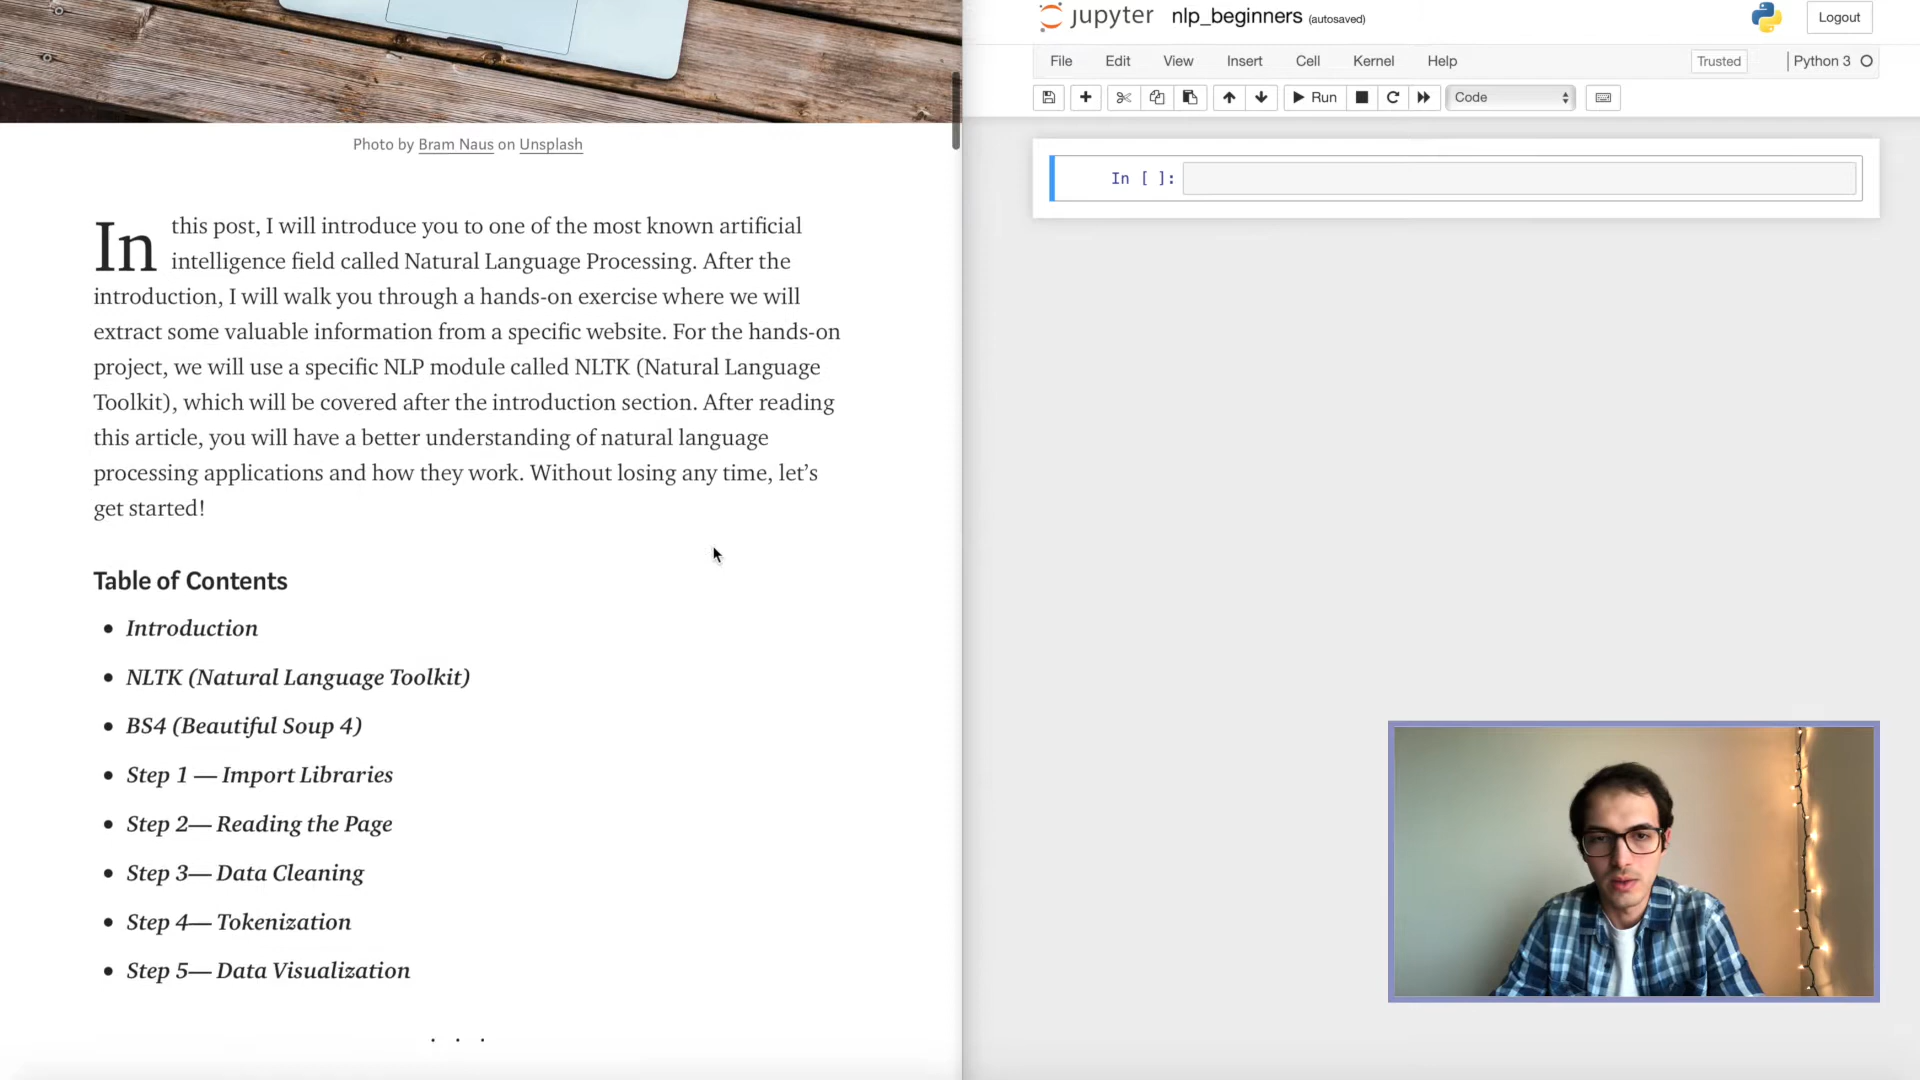 Photo by Bram Naus on Unsplash
In this post, I will introduce you to one of the most known artificial
intelligence field called Natural Language Processing. After the
introduction, I will walk you through a hands-on exercise where we will
extract some valuable information from a specific website. For the hands-on
project, we will use a specific NLP module called NLTK (Natural Language
Toolkit), which will be covered after the introduction section. After reading
this article, you will have a better understanding of natural language
processing applications and how they work. Without losing any time, let’s
get started!
Table of Contents
• Introduction
• NLTK (Natural Language Toolkit)
• BS4 (Beautiful Soup 4)
• Step 1 — Import Libraries
• Step 2— Reading the Page
• Step 3— Data Cleaning
• Step 4— Tokenization
• Step 5— Data Visualization
. . .
jupyter nlp_beginners (autosaved)
Logout
File Edit View Insert Cell Kernel Help
Trusted
Python 3
Run
Code
In [ ]: